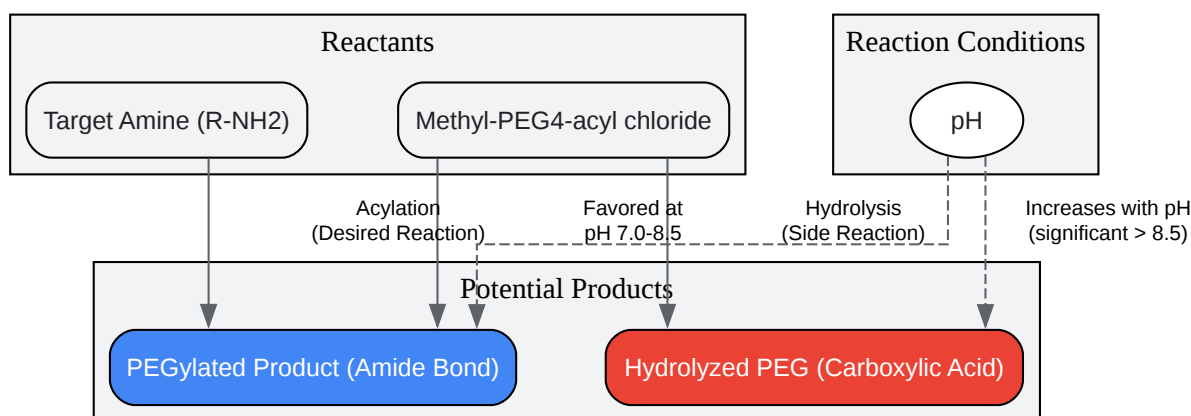 Reactants
Reaction Conditions
Target Amine (R-NH2)
Methyl-PEG4-acyl chloride
pH
Acylation
(Desired Reaction)
Favored at
pH 7.0-8.5
Hydrolysis
(Side Reaction)
Increases with pH
(significant > 8.5)
Potential Products
PEGylated Product (Amide Bond)
Hydrolyzed PEG (Carboxylic Acid)